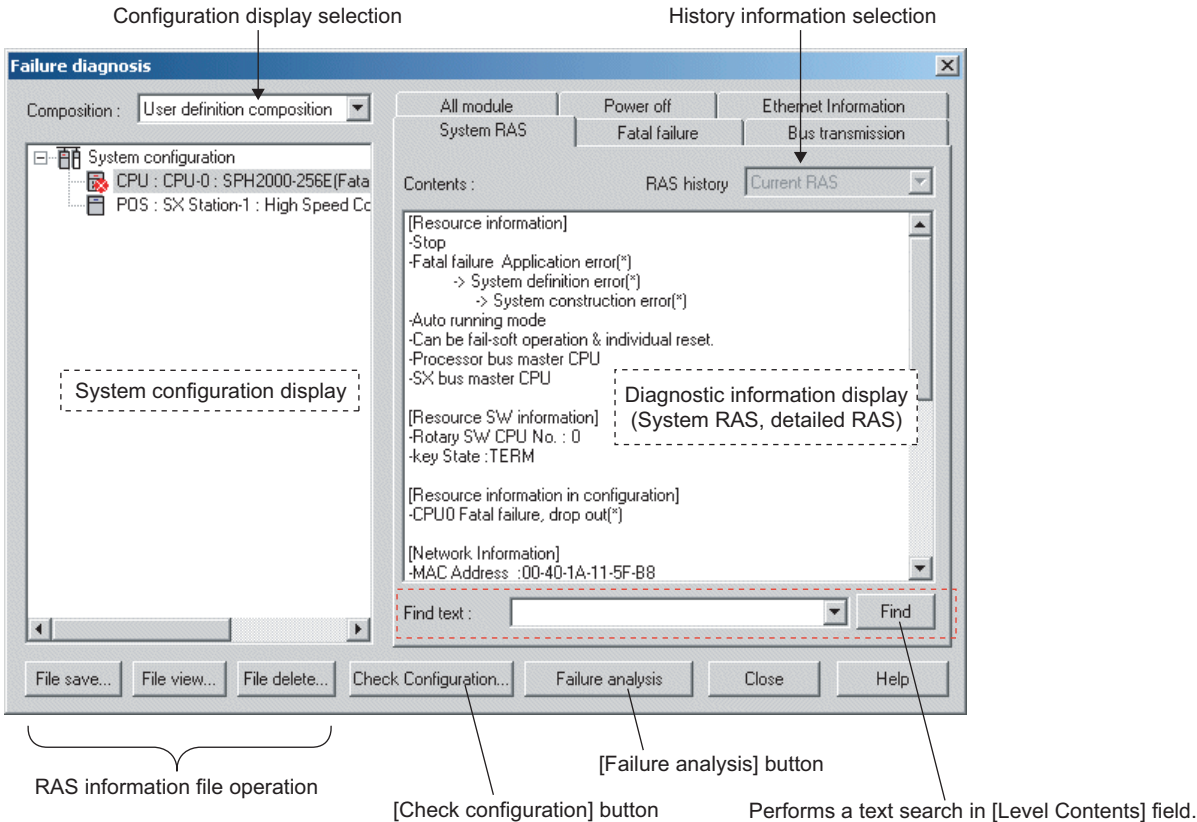 Configuration display selection
History information selection
Failure diagnosis
Composition :
User definition composition
All module
Power off
Ethernet Information
System RAS
Fatal failure
Bus transmission
System configuration
CPU : CPU-0 : SPH2000-256E(Fata
POS : SX Station-1 : High Speed Cc
Contents :
RAS history
Current RAS
[Resource information]
-Stop
-Fatal failure Application error(*)
-> System definition error(*)
-> System construction error(*)
-Auto running mode
-Can be fail-soft operation & individual reset.
-Processor bus master CPU
-SX bus master CPU
[Resource SW information]
-Rotary SW CPU No. : 0
-key State :TERM
[Resource information in configuration]
-CPU0 Fatal failure, drop out(*)
[Network Information]
-MAC Address :00-40-1A-11-5F-B8
System configuration display
Diagnostic information display
(System RAS, detailed RAS)
Find text :
Find
File save...
File view...
File delete...
Check Configuration...
Failure analysis
Close
Help
RAS information file operation
[Failure analysis] button
[Check configuration] button
Performs a text search in [Level Contents] field.